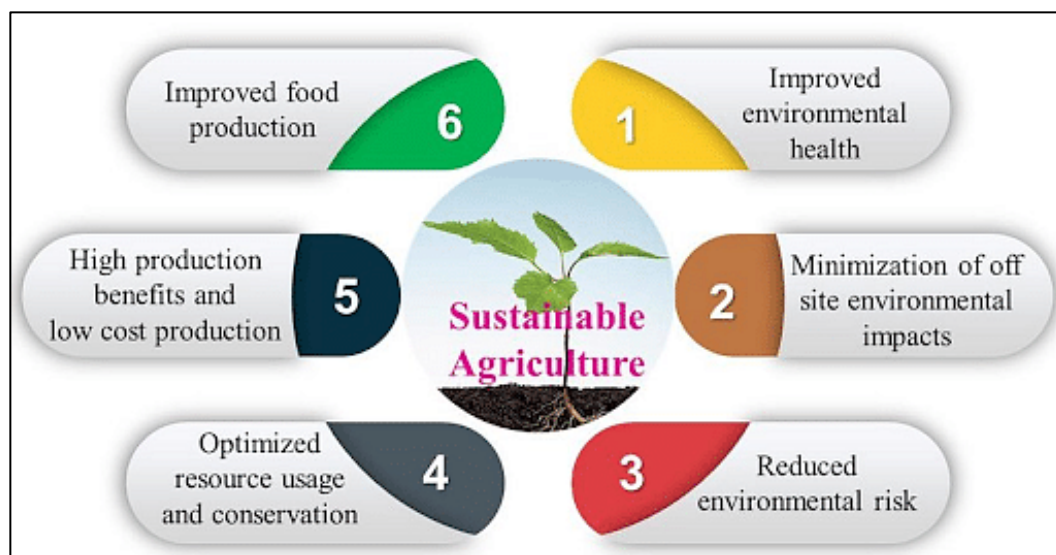 1
Improved
environmental
health
2
Minimization of off
site environmental
impacts
3
Reduced
environmental risk
4
Optimized
resource usage
and conservation
5
High production
benefits and
low cost production
6
Improved food
production
Sustainable
Agriculture